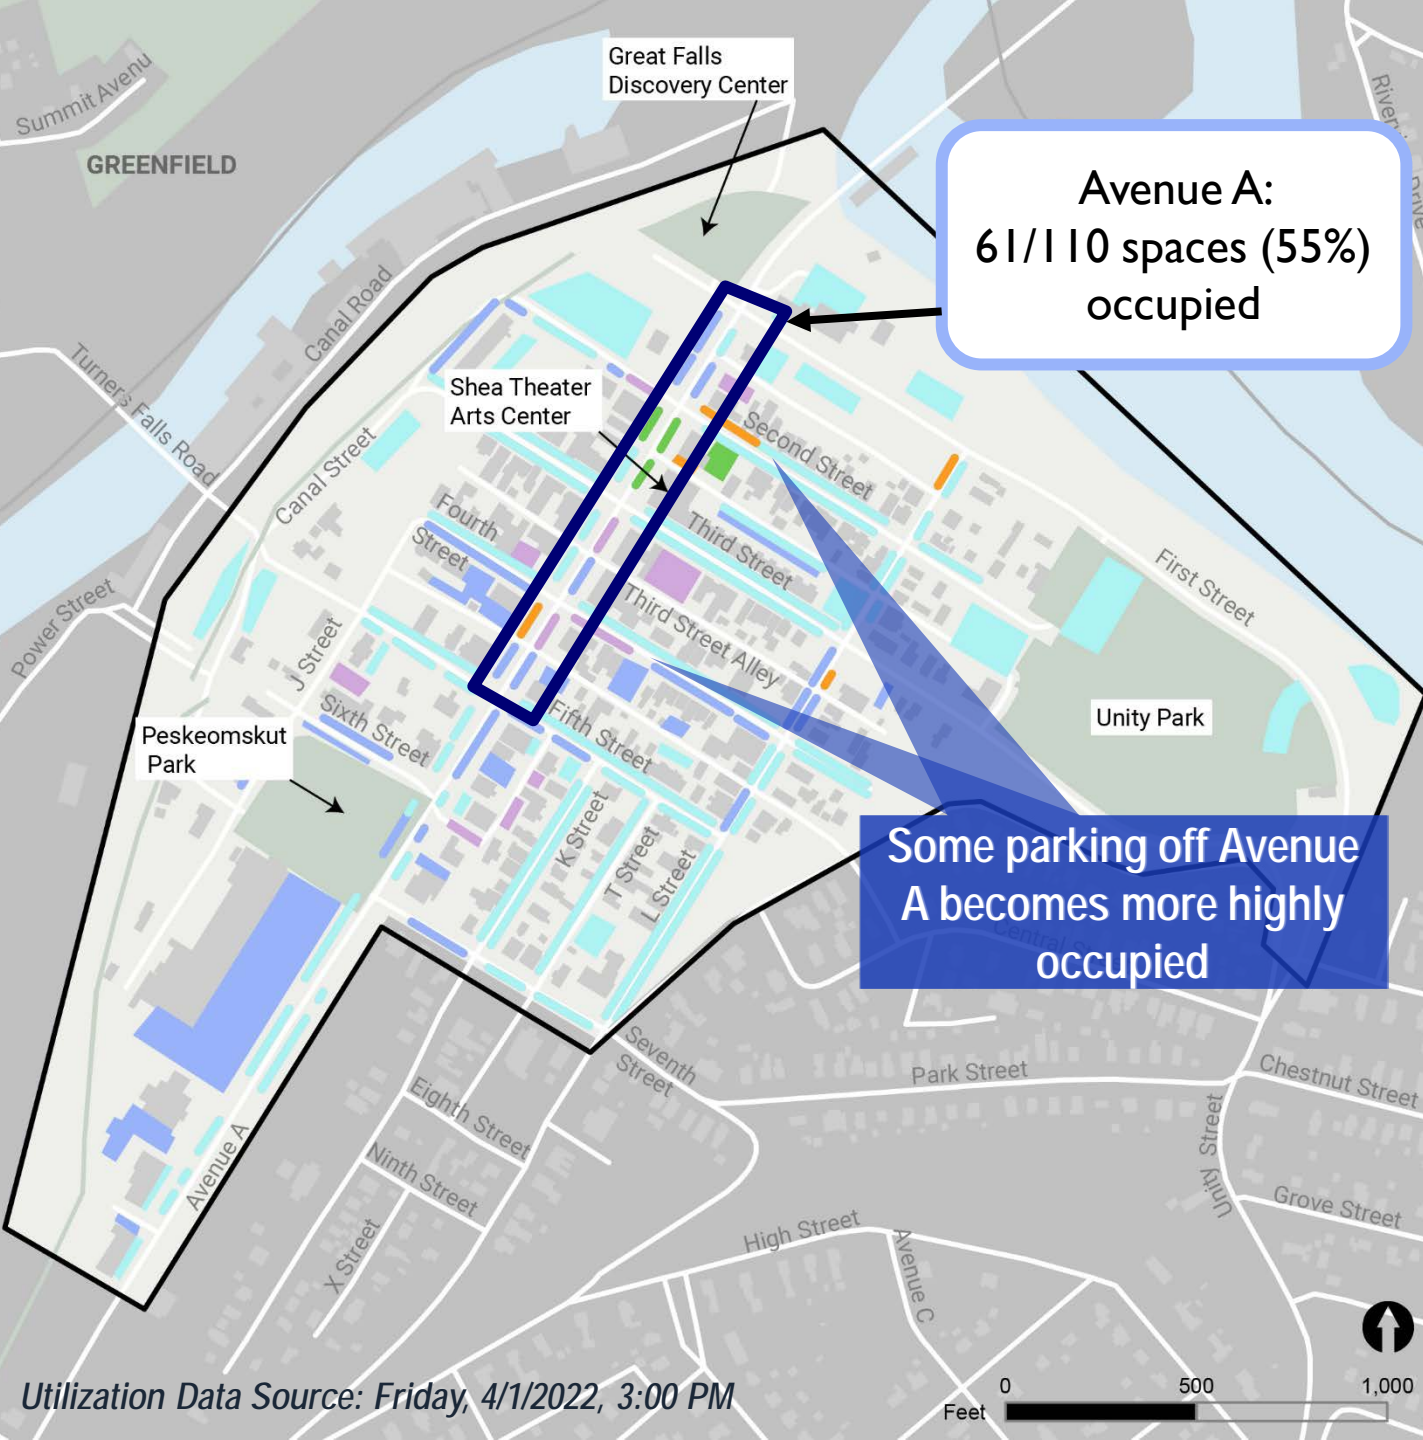 Great Falls
Discovery Center
Summit Avenu
GREENFIELD
Avenue A:
61/110 spaces (55%)
occupied
Canal Road
Turners Falls Road
Shea Theater
Arts Center
Canal Street
Second Street
Fourth
Street
Third Street
First Street
Power Street
Third Street Alley
J Street
Sixth Street
Fifth Street
Unity Park
Peskeomskut
Park
K Street
T Street
L Street
Some parking off Avenue
A becomes more highly
occupied
Central St
Seventh
Street
Park Street
Chestnut Street
Eighth Street
Unity Street
Avenue A
Ninth Street
Grove Street
High Street
X Street
Avenue C
Utilization Data Source: Friday, 4/1/2022, 3:00 PM
0 500 1,000
Feet